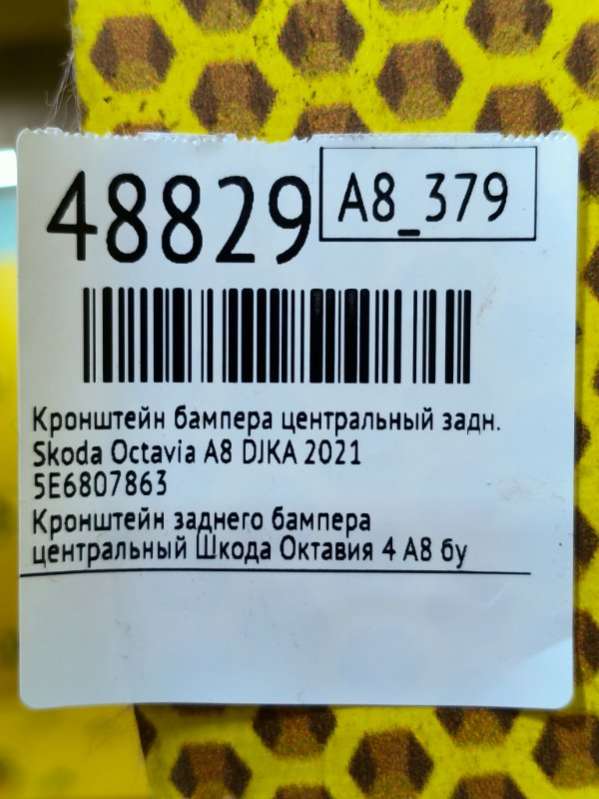 48829
A8_379
Кронштейн бампера центральный задн.
Skoda Octavia A8 DJKA 2021
5E6807863
Кронштейн заднего бампера
центральный Шкода Октавия 4 А8 бу